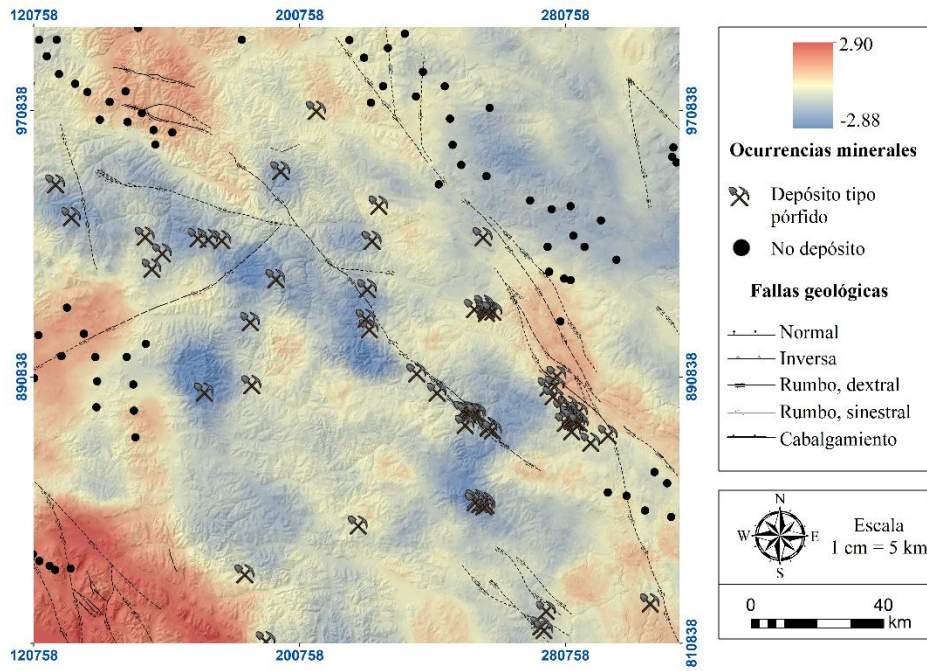 120758
200758
280758
970838
890838
970838
890838
810838
120758
200758
280758
2.90
-2.88
Ocurrencias minerales
Depósito tipo
pórfido
No depósito
Fallas geológicas
Normal
Inversa
Rumbo, dextral
Rumbo, sinestral
Cabalgamiento
N
W
E
S
Escala
1 cm = 5 km
0
40
km